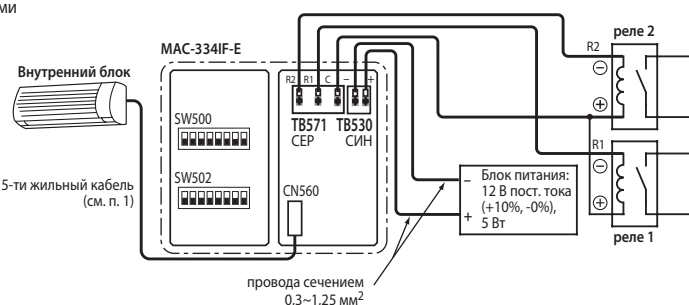 ми
реле 2
R2
MAC-334IF-E
Внутренний блок
R2 R1 C – +
SW500
TB571 TB530
СЕР СИН
R1
SW502
CN560
5-ти жильный кабель
(см. п. 1)
– Блок питания:
12 В пост. тока
(+10%, -0%),
+ 5 Вт
реле 1
провода сечением
0,3~1,25 мм²